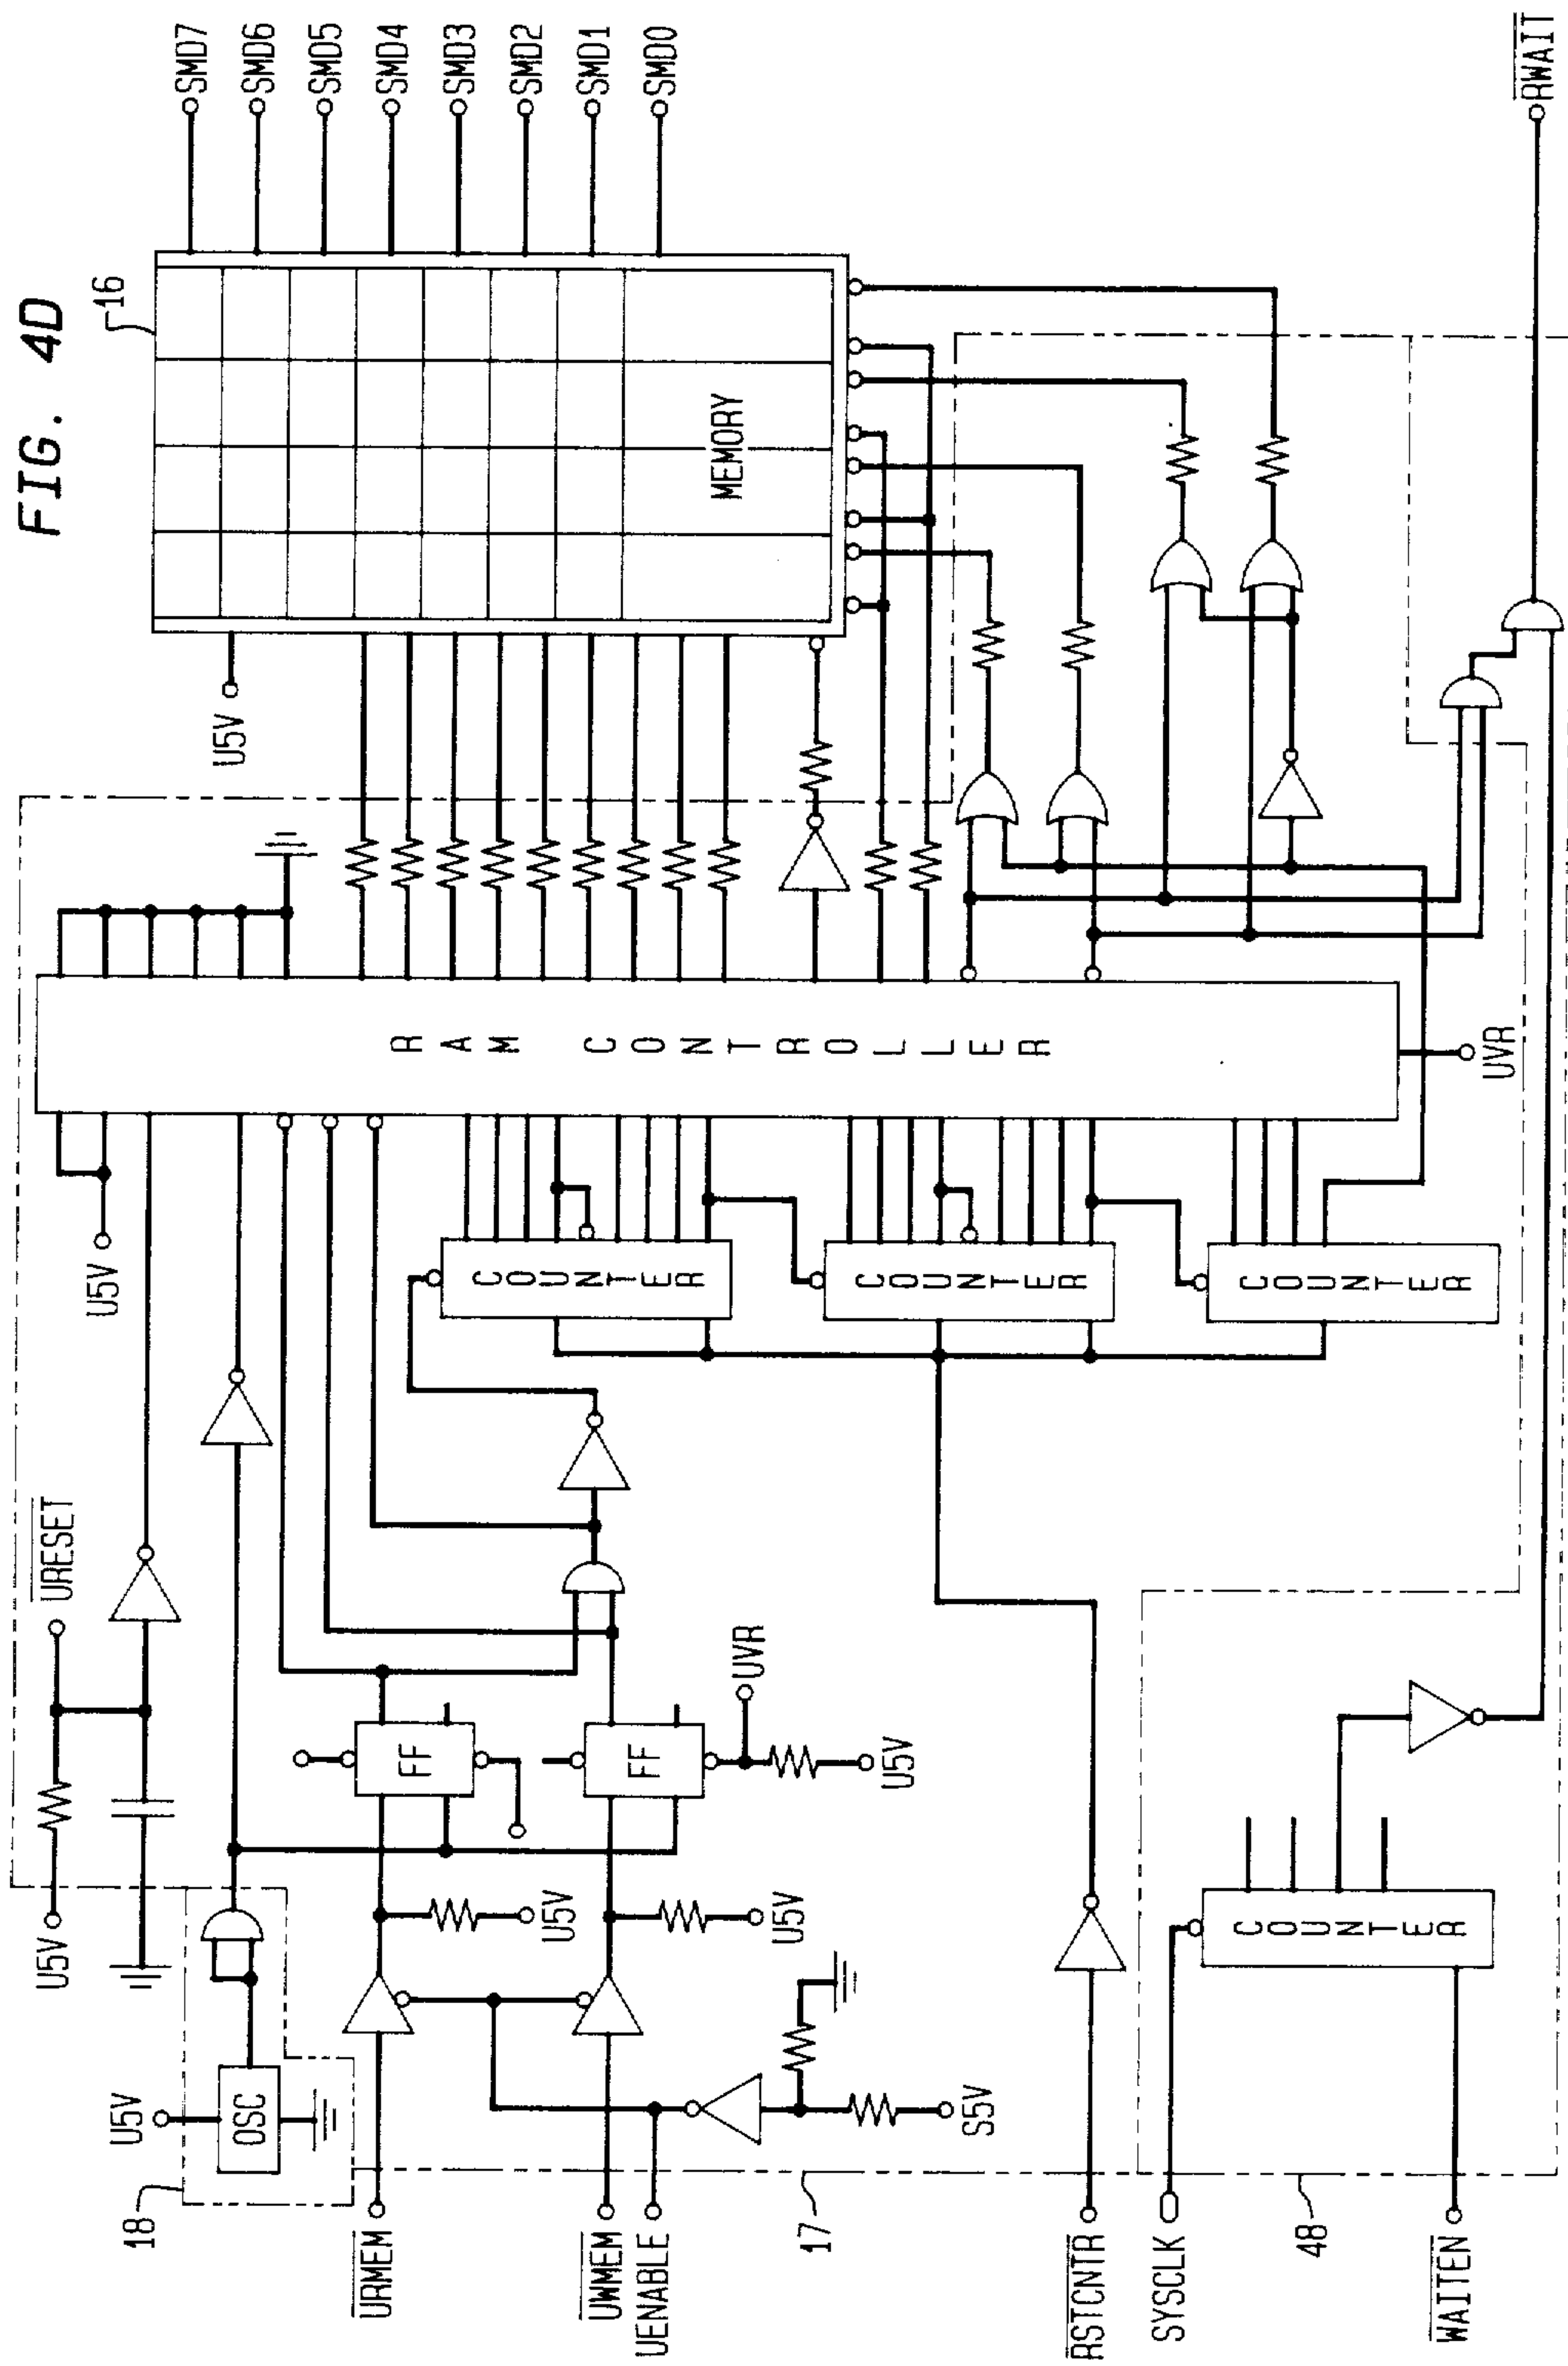 FIG. 4D
16
SMD7
SMD6
SMD5
SMD4
SMD3
SMD2
SMD1
SMD0
MEMORY
U5V
RAM CONTROLLER
U5V
UVR
URESET
U5V
18
U5V
OSC
FF
FF
UVR
U5V
U5V
U5V
COUNTER
COUNTER
COUNTER
URMEM
UWMEM
UENABLE
S5V
17
RSTCNTR
SYSCLK
48
WAITEN
COUNTER
RWAIT